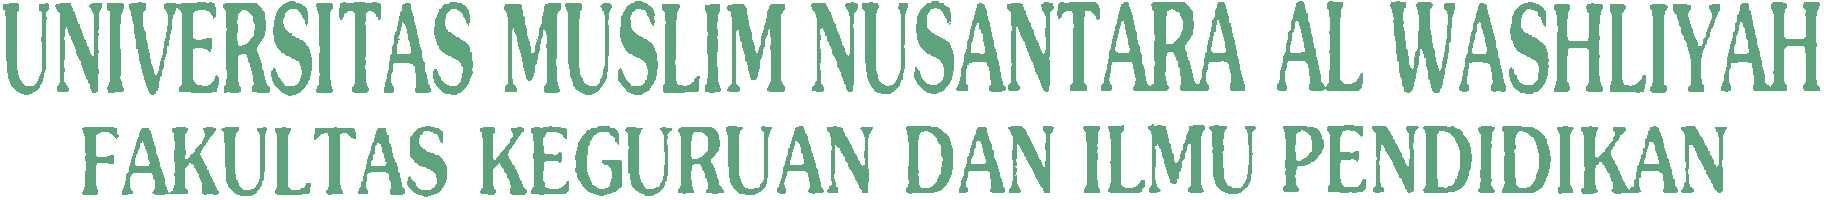 UNIVERSITAS MUSLIM NUSANTARA AL WASHLIYAH
FAKULTAS KEGURUAN DAN ILMU PENDIDIKAN